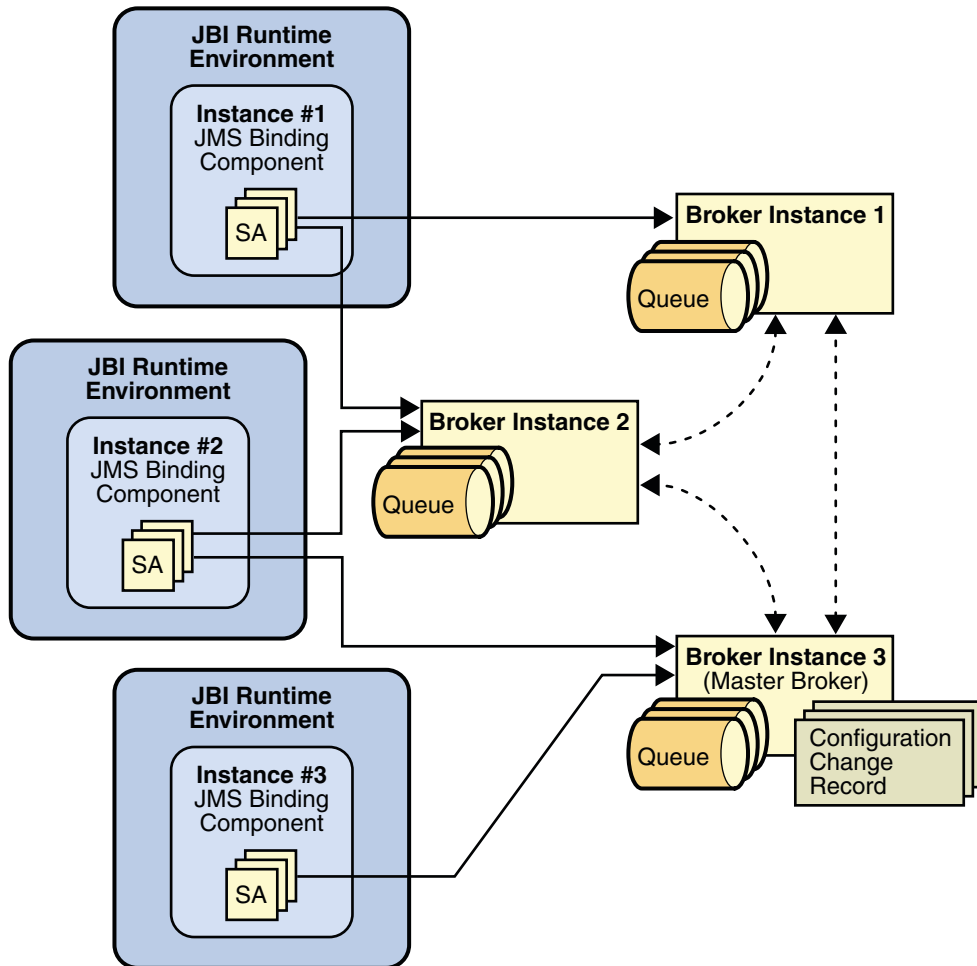 JBI Runtime
Environment
Instance #1
JMS Binding
Component
SA
Broker Instance 1
Queue
JBI Runtime
Environment
Instance #2
JMS Binding
Component
SA
Broker Instance 2
Queue
JBI Runtime
Environment
Instance #3
JMS Binding
Component
SA
Broker Instance 3
(Master Broker)
Queue
Configuration
Change
Record